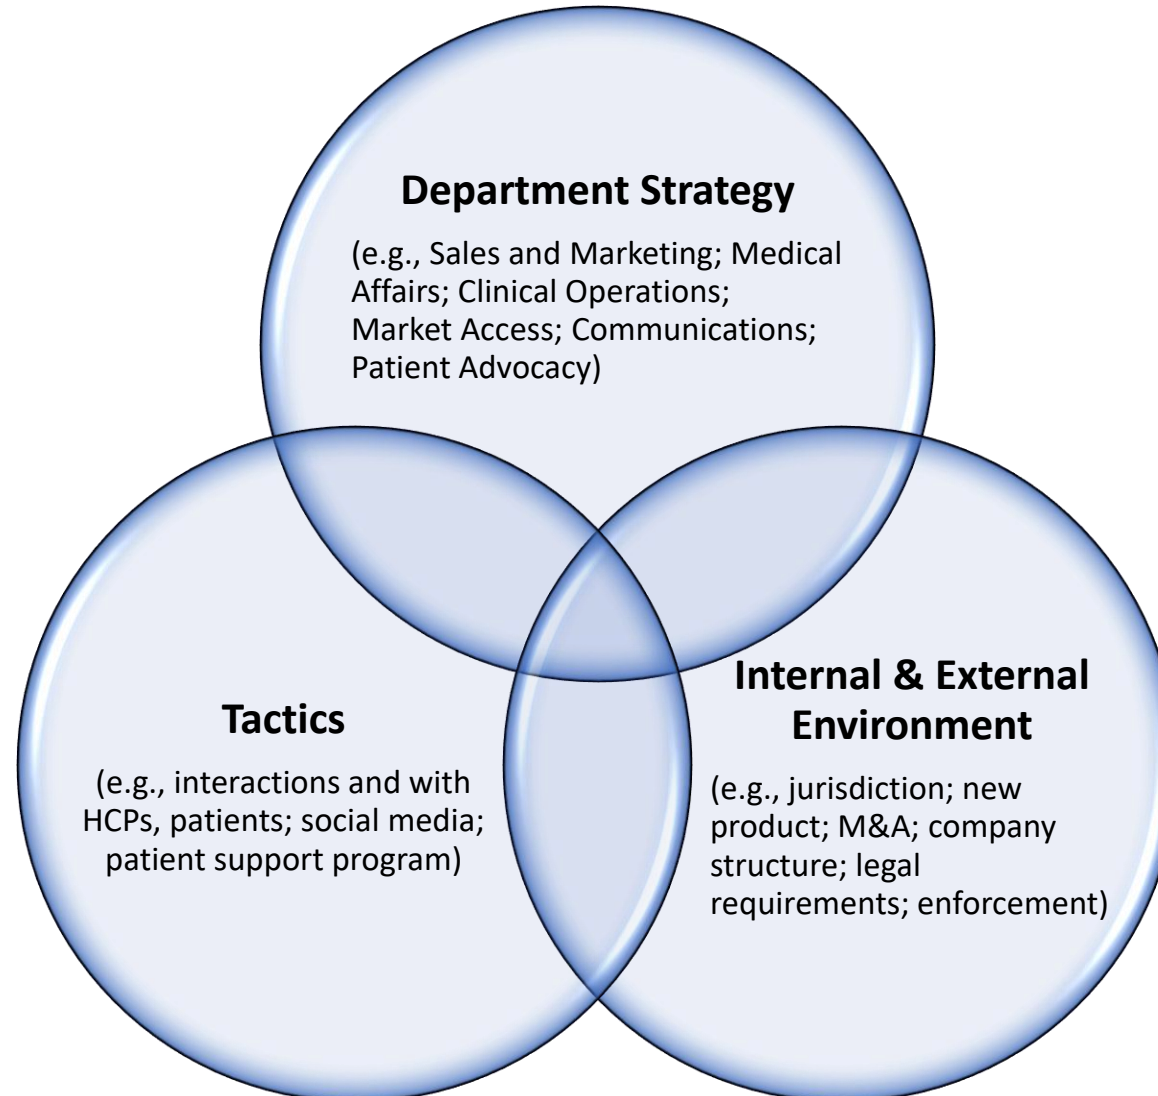 Department Strategy
(e.g., Sales and Marketing; Medical
Affairs; Clinical Operations;
Market Access; Communications;
Patient Advocacy)
Tactics
(e.g., interactions and with
HCPs, patients; social media;
patient support program)
Internal & External
Environment
(e.g., jurisdiction; new
product; M&A; company
structure; legal
requirements; enforcement)